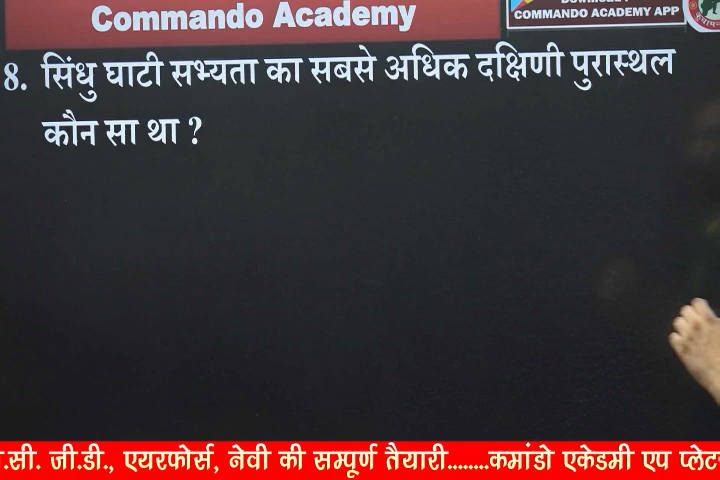 Commando Academy
COMMANDO ACADEMY APP
8. सिंधु घाटी सभ्यता का सबसे अधिक दक्षिणी पुरास्थल
कौन सा था ?
जी.डी., एयरफोर्स, नेवी की सम्पूर्ण तैयारी........कमांडो एकेडमी एप